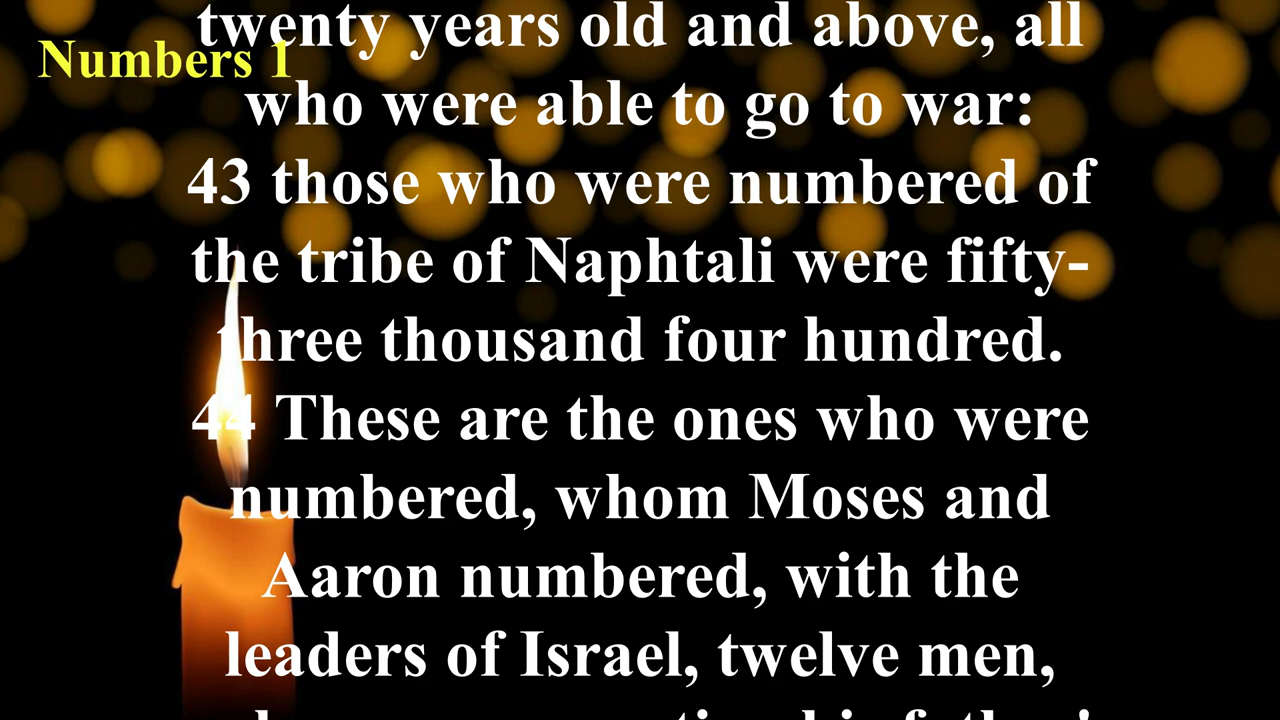 Numbers 1
twenty years old and above, all
who were able to go to war:
43 those who were numbered of
the tribe of Naphtali were fifty-
three thousand four hundred.
44 These are the ones who were
numbered, whom Moses and
Aaron numbered, with the
leaders of Israel, twelve men,